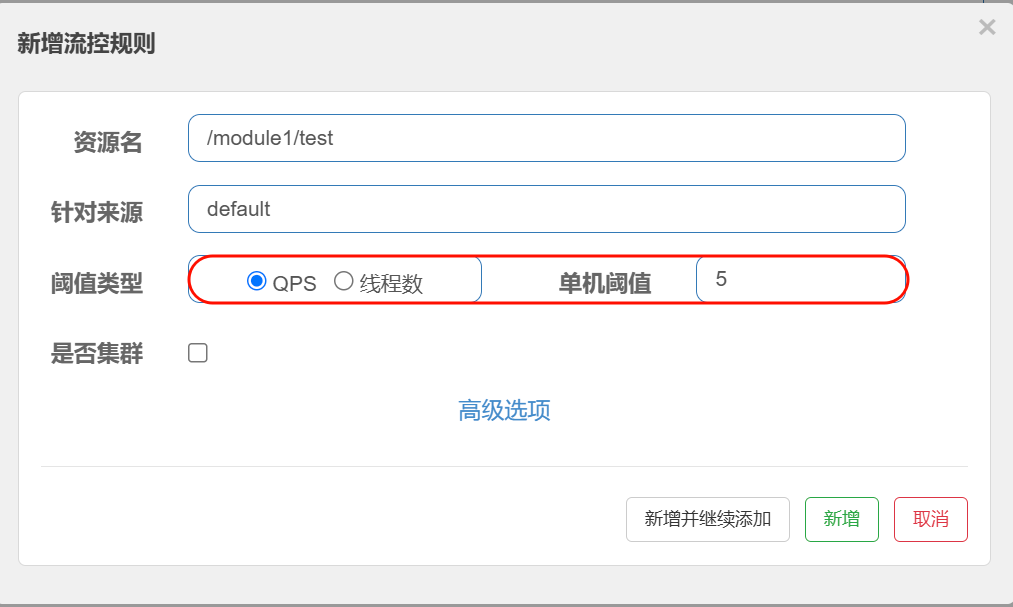 新增流控规则 ×
资源名 /module1/test
针对来源 default
阈值类型 QPS 线程数 单机阈值 5
是否集群
高级选项
新增并继续添加 新增 取消